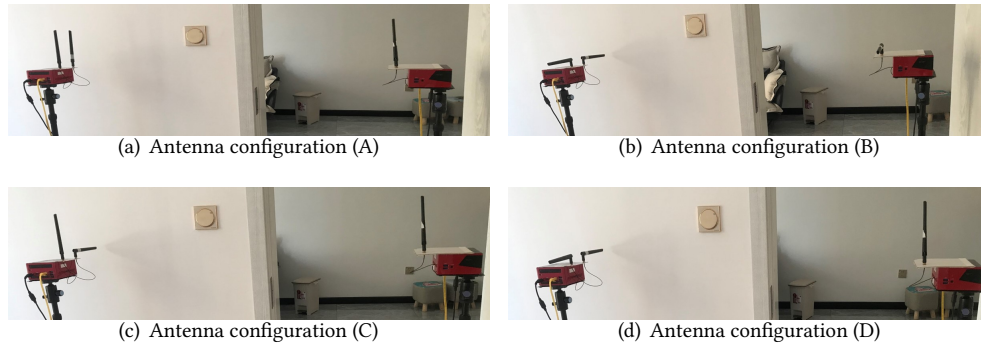 (a) Antenna configuration (A)
(b) Antenna configuration (B)
(c) Antenna configuration (C)
(d) Antenna configuration (D)